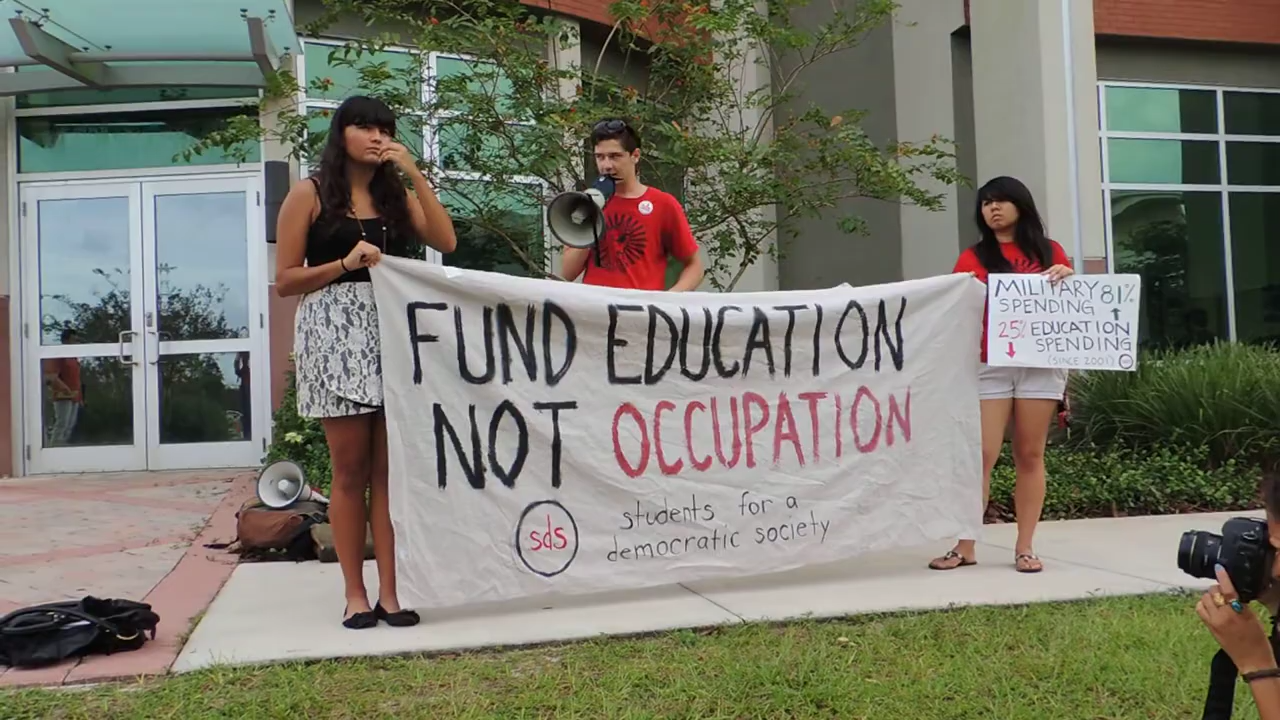 FUND EDUCATION
NOT OCCUPATION
sds
students for a
democratic society
MILITARY 81%
SPENDING
25% EDUCATION
SPENDING
(SINCE 2001)